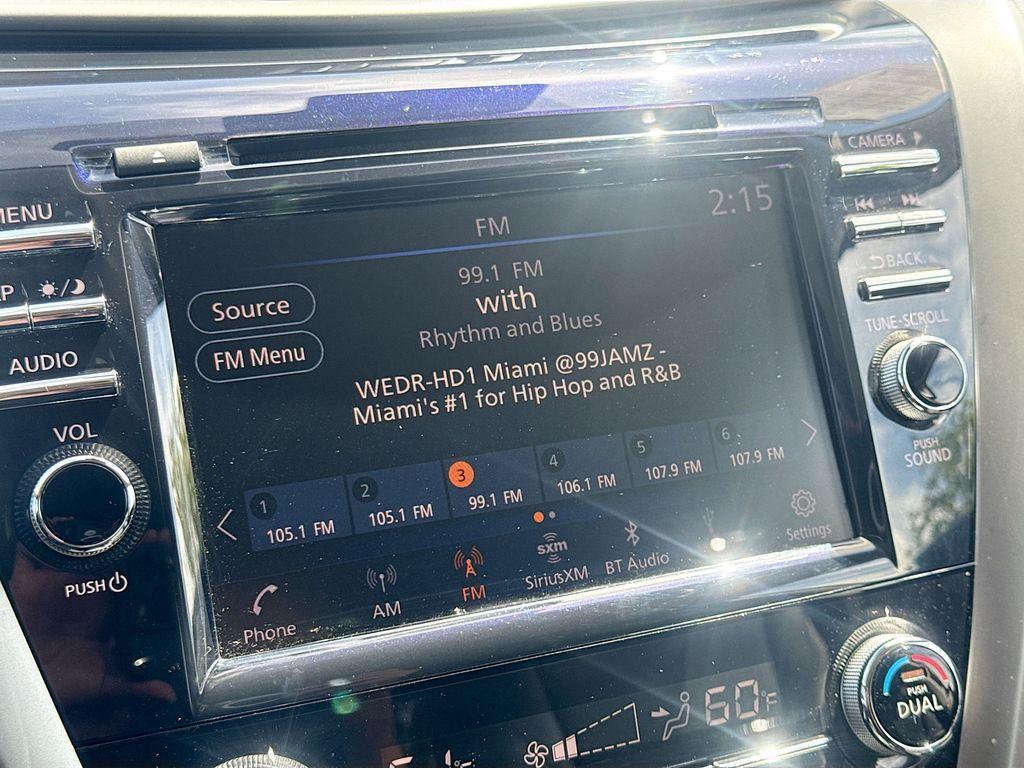 CAMERA
MENU
2:15
FM
99.1 FM
with
Rhythm and Blues
Source
FM Menu
WEDR-HD1 Miami @99JAMZ -
Miami's #1 for Hip Hop and R&B
BACK
TUNE·SCROLL
PUSH
SOUND
AUDIO
VOL
PUSH
1
105.1 FM
2
105.1 FM
3
99.1 FM
4
106.1 FM
5
107.9 FM
6
107.9 FM
Phone
AM
FM
sxm
SiriusXM
BT Audio
Settings
60°F
PUSH
DUAL